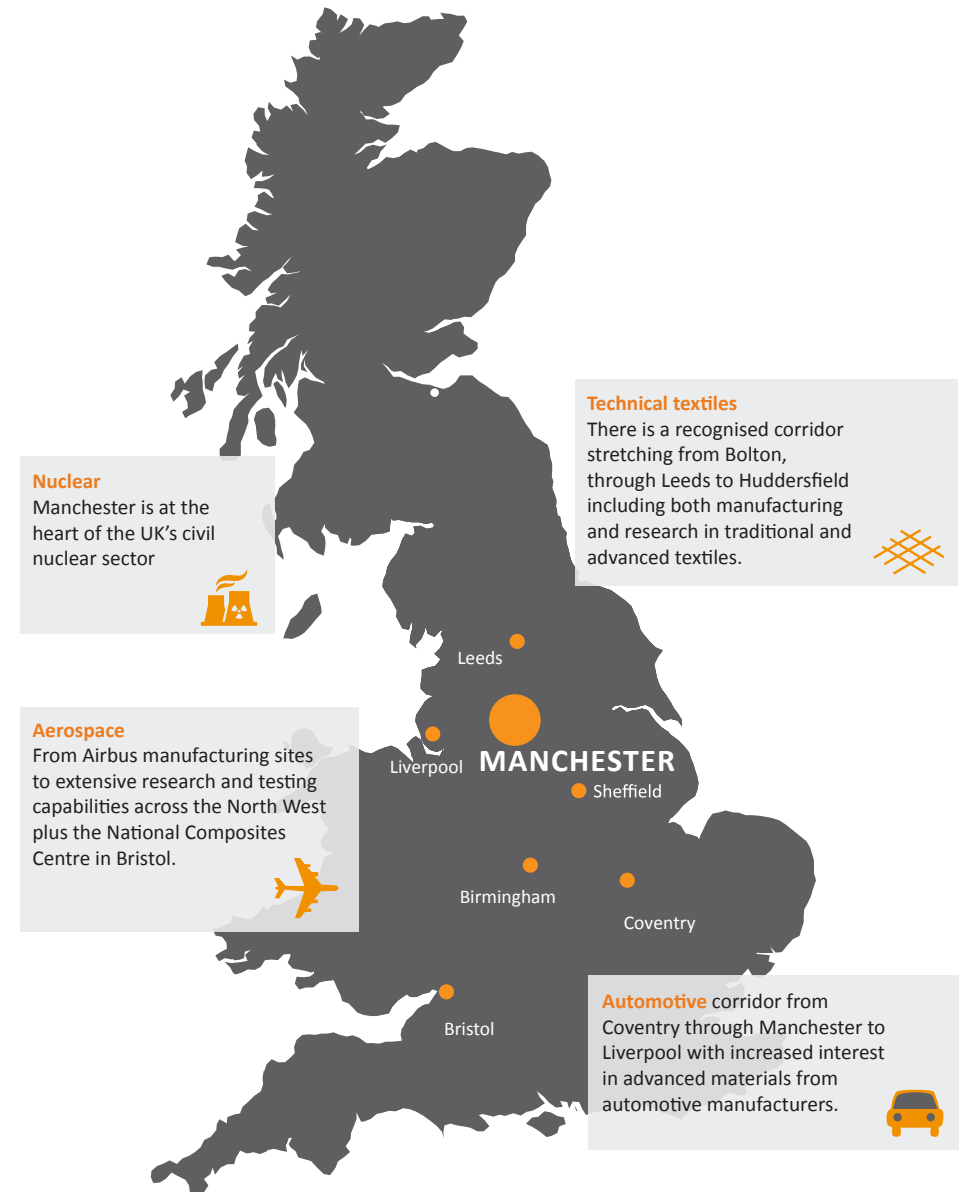 Technical textiles
There is a recognised corridor
stretching from Bolton,
through Leeds to Huddersfield
including both manufacturing
and research in traditional and
advanced textiles.
Nuclear
Manchester is at the
heart of the UK's civil
nuclear sector
Leeds
Aerospace
From Airbus manufacturing sites
to extensive research and testing
capabilities across the North West
plus the National Composites
Centre in Bristol.
Liverpool
MANCHESTER
Sheffield
Birmingham
Coventry
Bristol
Automotive corridor from
Coventry through Manchester to
Liverpool with increased interest
in advanced materials from
automotive manufacturers.